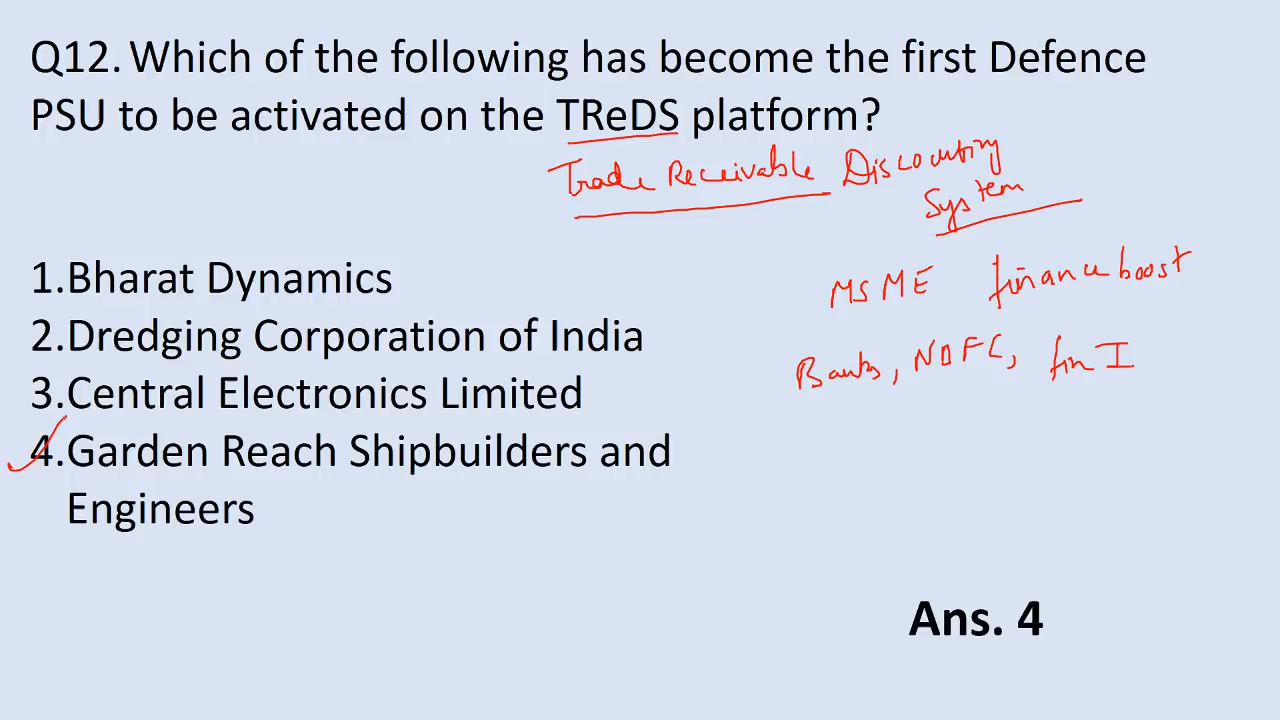 Q12. Which of the following has become the first Defence
PSU to be activated on the TReDS platform?
Trade Receivable Discounting
System
MSME finance boost
Banks, NBFC, fin I
1.Bharat Dynamics
2.Dredging Corporation of India
3.Central Electronics Limited
4.Garden Reach Shipbuilders and
Engineers
Ans. 4